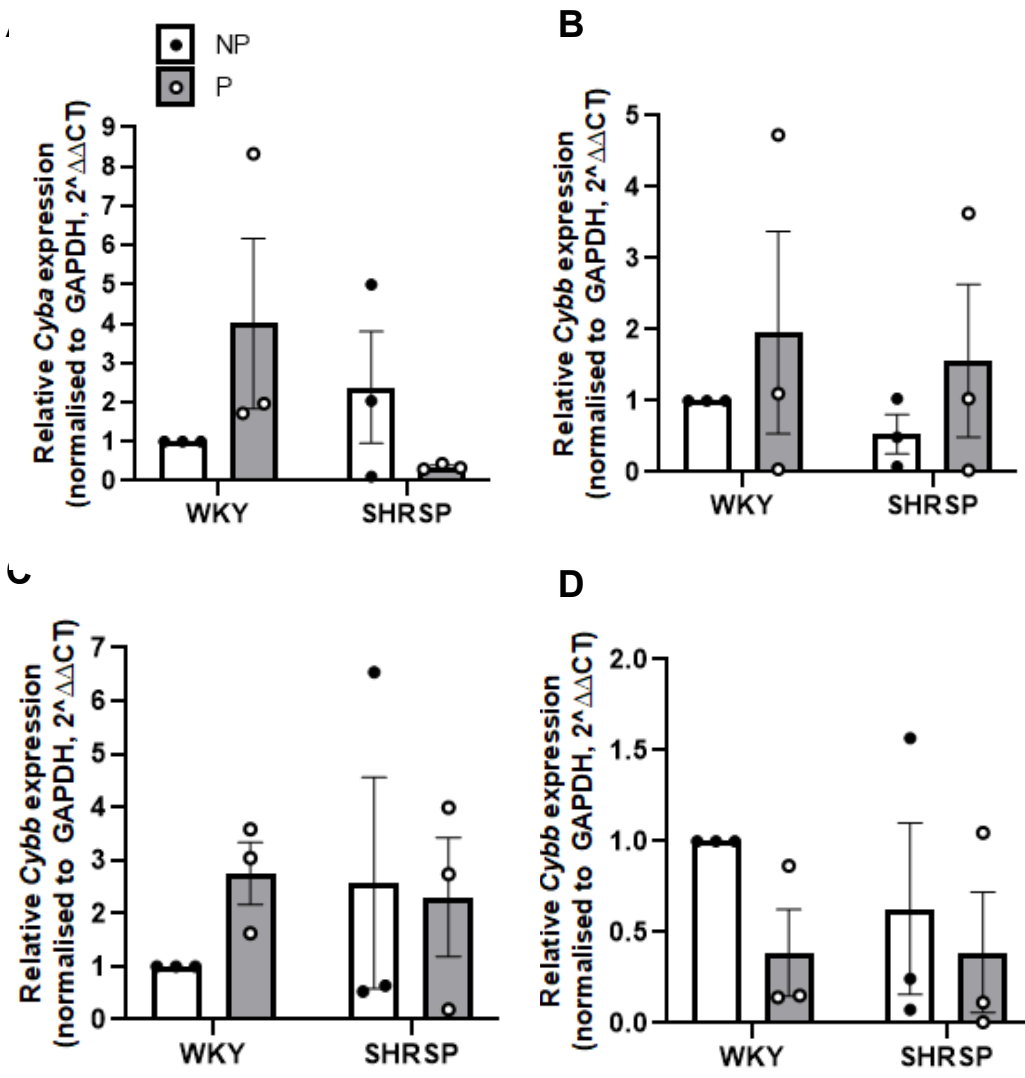 NP
P
B
Relative Cyba expression
(normalised to GAPDH, 2^ΔΔCT)
9
8
7
6
5
4
3
2
1
0
WKY
SHRSP
Relative Cybb expression
(normalised to GAPDH, 2^ΔΔCT)
5
4
3
2
1
0
WKY
SHRSP
C
D
Relative Cybb expression
(normalised to GAPDH, 2^ΔΔCT)
7
6
5
4
3
2
1
0
WKY
SHRSP
Relative Cybb expression
(normalised to GAPDH, 2^ΔΔCT)
2.0
1.5
1.0
0.5
0.0
WKY
SHRSP